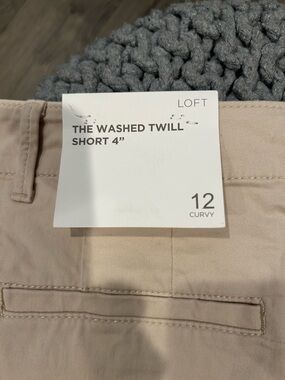 LOFT
THE WASHED TWILL
SHORT 4”
12
CURVY